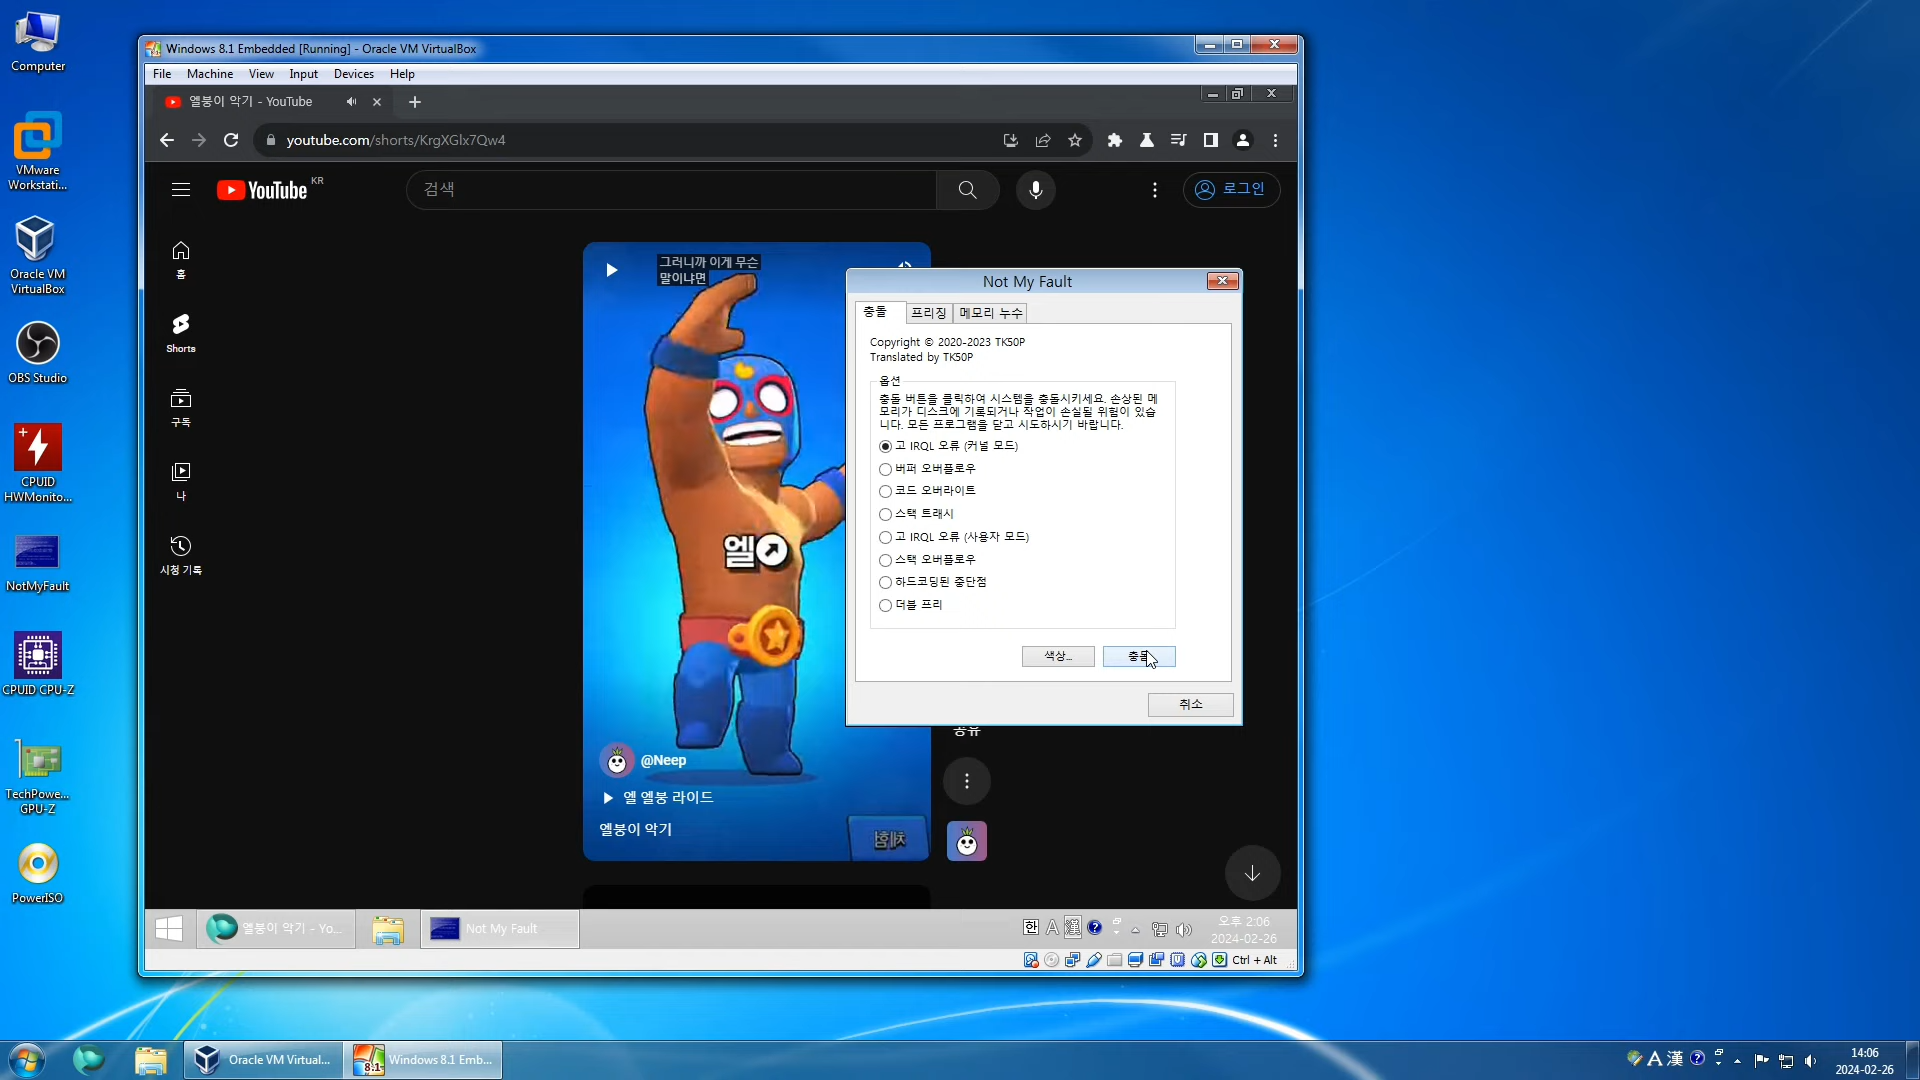 Computer
VMware
Workstati...
Oracle VM
VirtualBox
OBS Studio
CPUID
HWMonito...
NotMyFault
CPUID CPU-Z
TechPowe...
GPU-Z
PowerISO
Windows 8.1 Embedded [Running] - Oracle VM VirtualBox
File Machine View Input Devices Help
엘붕이 악기 - YouTube
youtube.com/shorts/KrgXGlx7Qw4
YouTube KR
검색
로그인
홈
Shorts
구독
나
시청 기록
그러니까 이게 무슨
말이냐면
엘
@Neep
엘 엘붕 라이드
엘붕이 악기
체험
공유
Not My Fault
충돌 프리징 메모리 누수
Copyright © 2020-2023 TK50P
Translated by TK50P
옵션
충돌 버튼을 클릭하여 시스템을 충돌시키세요. 손상된 메
모리가 디스크에 기록되거나 작업이 손실될 위험이 있습
니다. 모든 프로그램을 닫고 시도하시기 바랍니다.
고 IRQL 오류 (커널 모드)
버퍼 오버플로우
코드 오버라이트
스택 트래시
고 IRQL 오류 (사용자 모드)
스택 오버플로우
하드코딩된 중단점
더블 프리
색상... 충돌
취소
엘붕이 악기 - Yo...
Not My Fault
한 A 漢
오후 2:06
2024-02-26
Ctrl + Alt
Oracle VM Virtual...
8.1
Windows 8.1 Emb...
A 漢
14:06
2024-02-26